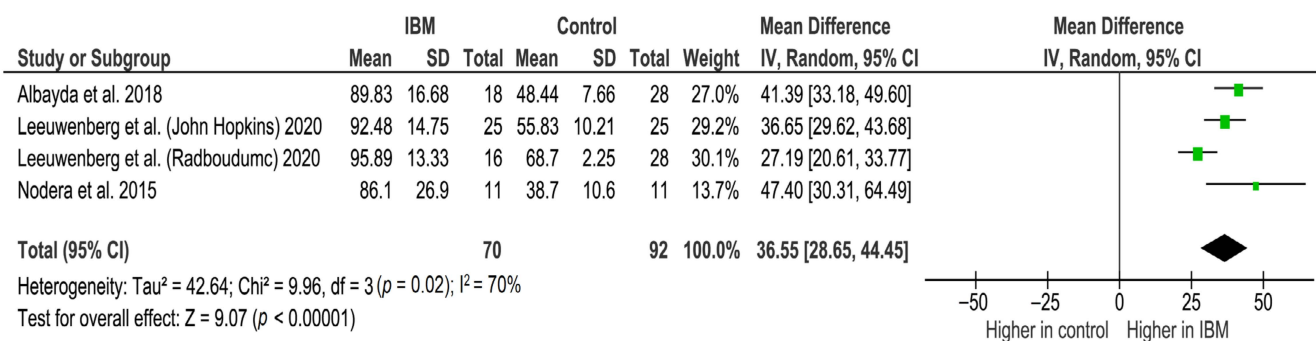 IBM Control Mean Difference Mean Difference
Study or Subgroup Mean SD Total Mean SD Total Weight IV, Random, 95% CI IV, Random, 95% CI
Albayda et al. 2018 89.83 16.68 18 48.44 7.66 28 27.0% 41.39 [33.18, 49.60]
Leeuwenberg et al. (John Hopkins) 2020 92.48 14.75 25 55.83 10.21 25 29.2% 36.65 [29.62, 43.68]
Leeuwenberg et al. (Radboudumc) 2020 95.89 13.33 16 68.7 2.25 28 30.1% 27.19 [20.61, 33.77]
Nodera et al. 2015 86.1 26.9 11 38.7 10.6 11 13.7% 47.40 [30.31, 64.49]
Total (95% CI) 70 92 100.0% 36.55 [28.65, 44.45]
Heterogeneity: Tau² = 42.64; Chi² = 9.96, df = 3 (p = 0.02); I² = 70%
Test for overall effect: Z = 9.07 (p < 0.00001)
−50 −25 0 25 50
Higher in control Higher in IBM